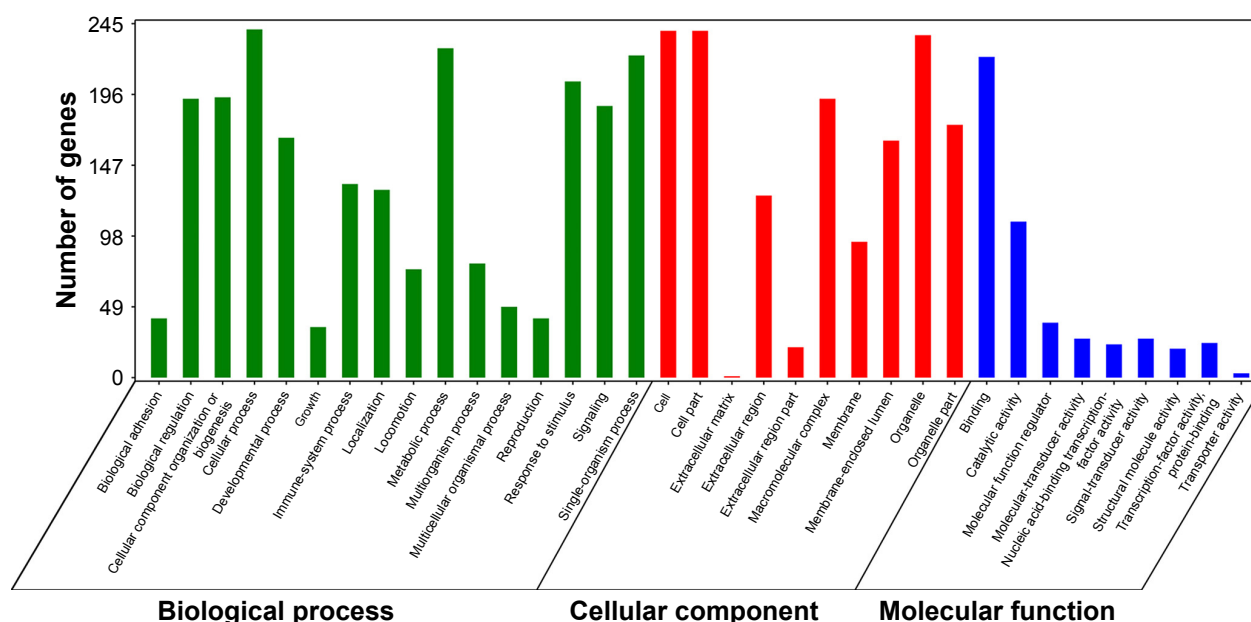 Number of genes
245
196
147
98
49
0
Biological adhesion
Biological regulation
Cellular component organization or
biogenesis
Cellular process
Developmental process
Growth
Immune-system process
Localization
Locomotion
Metabolic process
Multiorganism process
Multicellular organismal process
Reproduction
Response to stimulus
Signaling
Single-organism process
Cell
Cell part
Extracellular matrix
Extracellular region
Extracellular region part
Macromolecular complex
Membrane
Membrane-enclosed lumen
Organelle
Organelle part
Binding
Catalytic activity
Molecular function regulator
Molecular-transducer activity
Nucleic acid-binding transcription-
factor activity
Signal-transducer activity
Structural molecule activity
Transcription-factor activity,
protein-binding
Transporter activity
Biological process
Cellular component
Molecular function